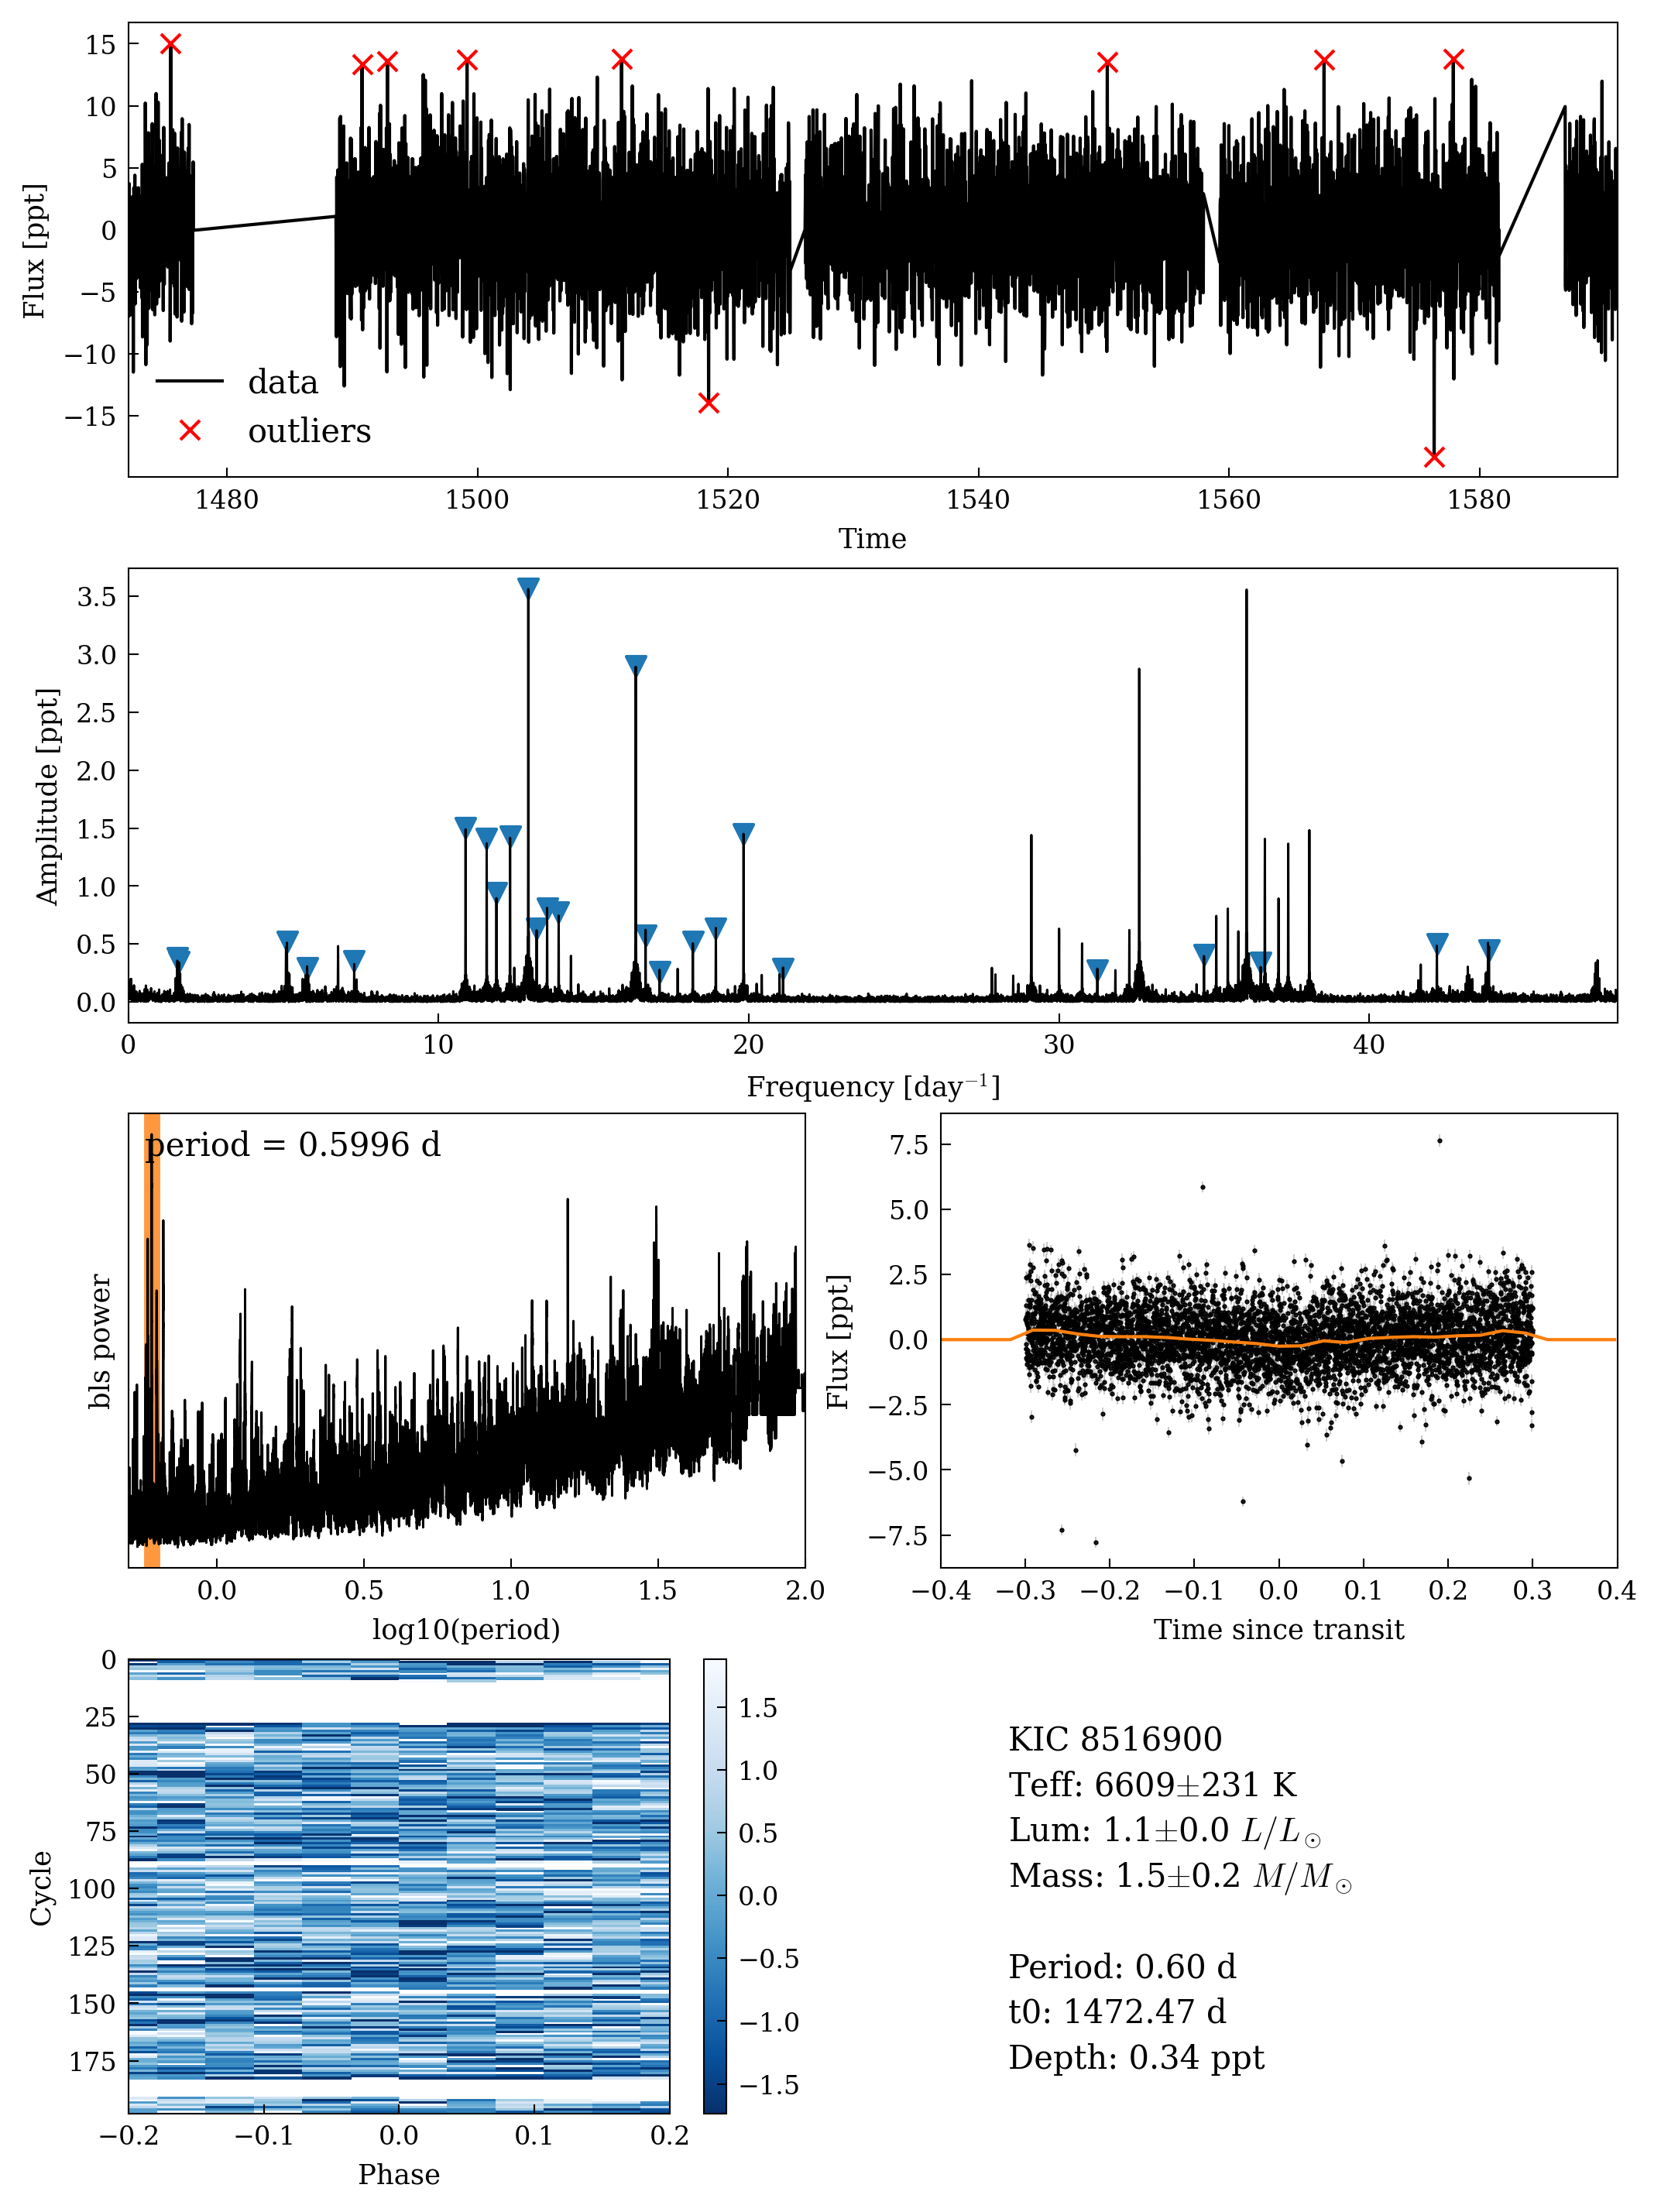 15
10
5
0
−5
−10
−15
Flux [ppt]
data
outliers
1480 1500 1520 1540 1560 1580
Time
3.5
3.0
2.5
2.0
1.5
1.0
0.5
0.0
Amplitude [ppt]
0 10 20 30 40
Frequency [day⁻¹]
period = 0.5996 d
bls power
0.0 0.5 1.0 1.5 2.0
log10(period)
7.5
5.0
2.5
0.0
−2.5
−5.0
−7.5
Flux [ppt]
−0.4 −0.3 −0.2 −0.1 0.0 0.1 0.2 0.3 0.4
Time since transit
0
25
50
75
100
125
150
175
Cycle
−0.2 −0.1 0.0 0.1 0.2
Phase
1.5
1.0
0.5
0.0
−0.5
−1.0
−1.5
KIC 8516900
Teff: 6609±231 K
Lum: 1.1±0.0 L/L⊙
Mass: 1.5±0.2 M/M⊙
Period: 0.60 d
t0: 1472.47 d
Depth: 0.34 ppt